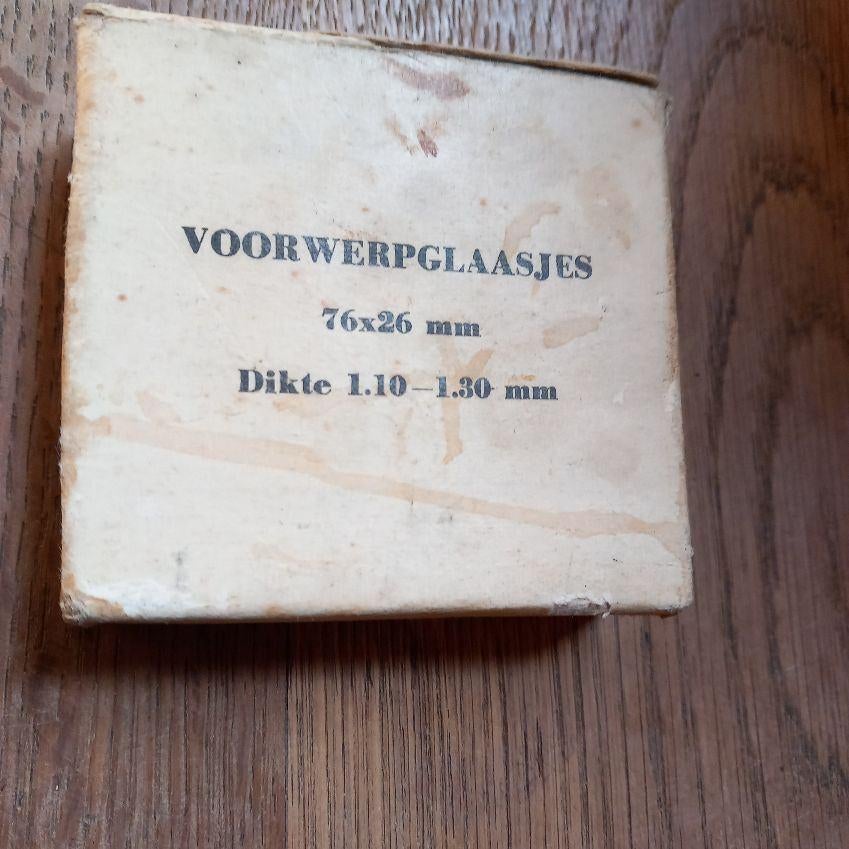 VOORWERPGLAASJES
76x26 mm
Dikte 1.10—1.30 mm